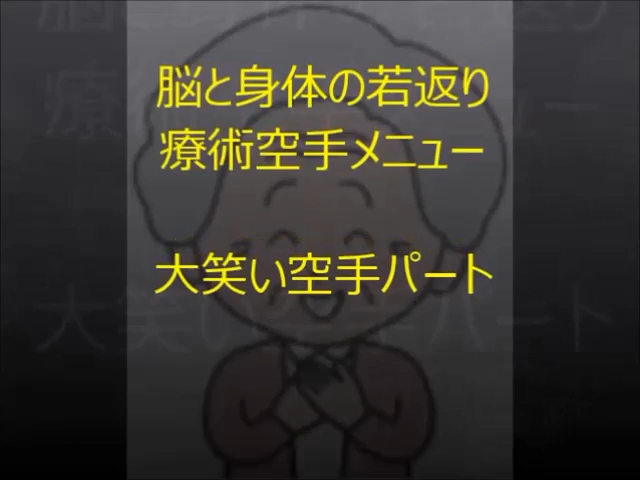 脳と身体の若返り
療術空手メニュー
大笑い空手パート